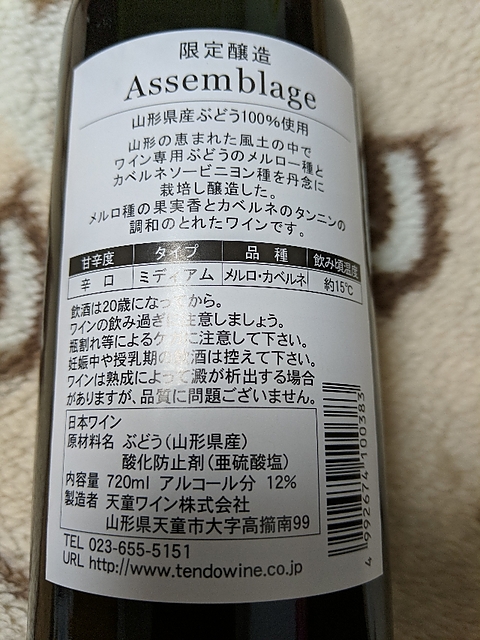 限定醸造
Assemblage
山形県産ぶどう100%使用
山形の恵まれた風土の中で
ワイン専用ぶどうのメルロー種と
カベルネソービニヨン種を丹念に
栽培し醸造した。
メルロ種の果実香とカベルネのタンニンの
調和のとれたワインです。
甘辛度 タイプ 品種 飲み頃温度
辛口 ミディアム メルロ・カベルネ 約15℃
飲酒は20歳になってから。
ワインの飲み過ぎに注意しましょう。
瓶割れ等によるケガに注意して下さい。
妊娠中や授乳期の飲酒は控えて下さい。
ワインは熟成によって澱が析出する場合
がありますが、品質に問題ございません。
日本ワイン
原材料名 ぶどう(山形県産)
酸化防止剤(亜硫酸塩)
内容量 720ml アルコール分 12%
製造者 天童ワイン株式会社
山形県天童市大字高擶南99
TEL 023-655-5151
URL http://www.tendowine.co.jp
4 992674 100383